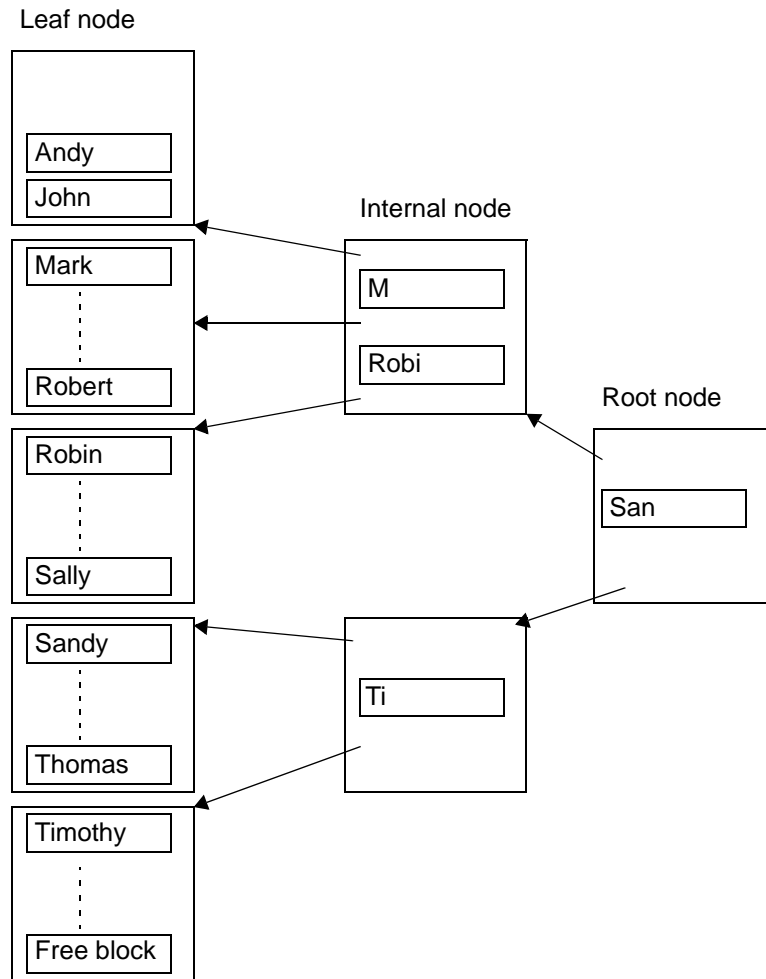 Leaf node
Andy
John
Internal node
Mark
M
Robert
Robi
Root node
Robin
San
Sally
Sandy
Ti
Thomas
Timothy
Free block